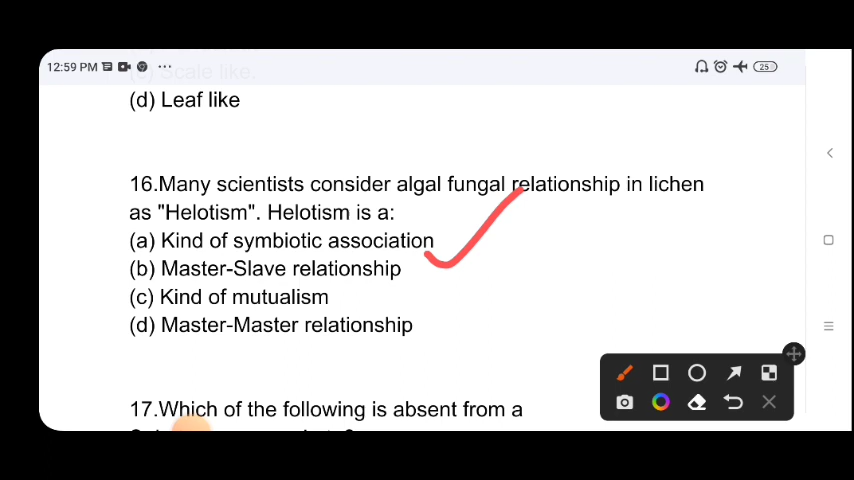 12:59 PM ...
25
(c) Scale like.
(d) Leaf like
16.Many scientists consider algal fungal relationship in lichen
as "Helotism". Helotism is a:
(a) Kind of symbiotic association
(b) Master-Slave relationship
(c) Kind of mutualism
(d) Master-Master relationship
17.Which of the following is absent from a